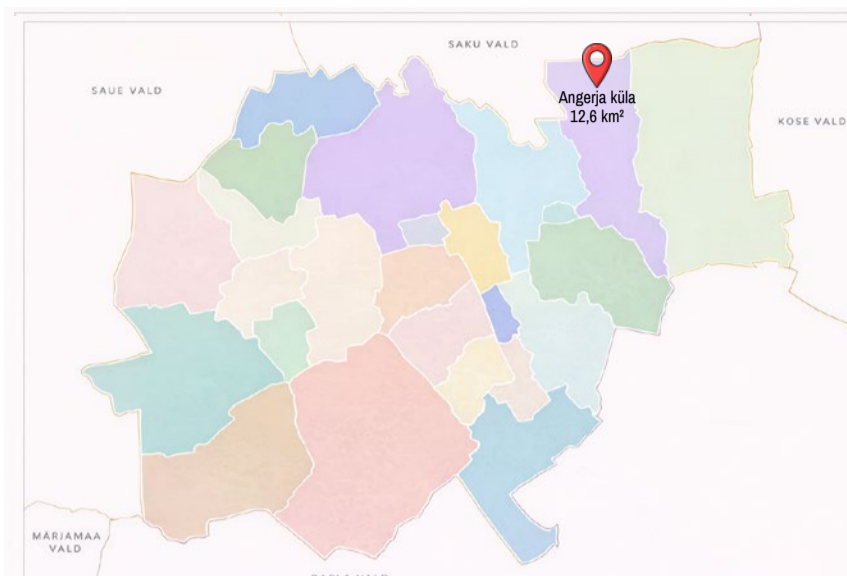 SAKU VALD
SAUE VALD
Angerja küla
12,6 km²
KOSE VALD
MÄRJAMAA
VALD